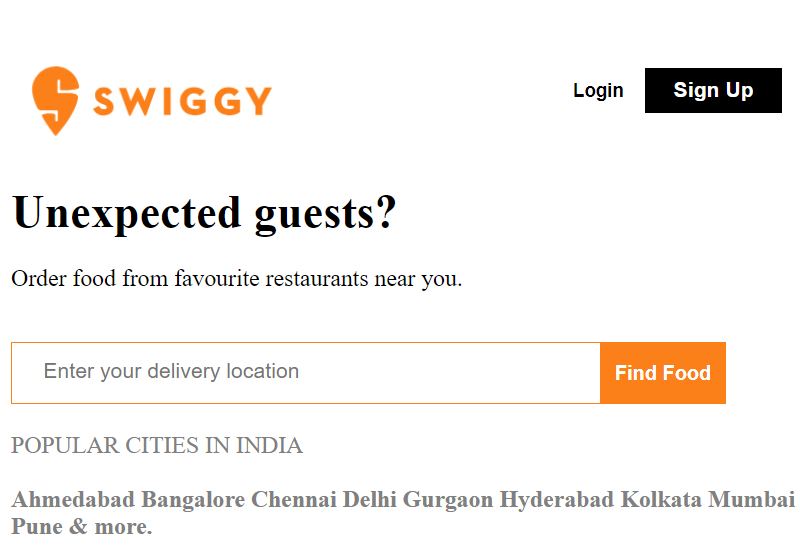 SWIGGY
Login
Sign Up
Unexpected guests?
Order food from favourite restaurants near you.
Enter your delivery location
Find Food
POPULAR CITIES IN INDIA
Ahmedabad Bangalore Chennai Delhi Gurgaon Hyderabad Kolkata Mumbai
Pune & more.